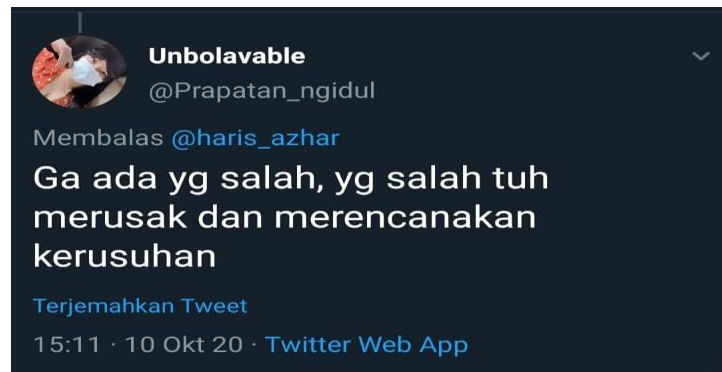 Unbolavable
@Prapatan_ngidul
Membalas @haris_azhar
Ga ada yg salah, yg salah tuh
merusak dan merencanakan
kerusuhan
Terjemahkan Tweet
15:11 · 10 Okt 20 · Twitter Web App